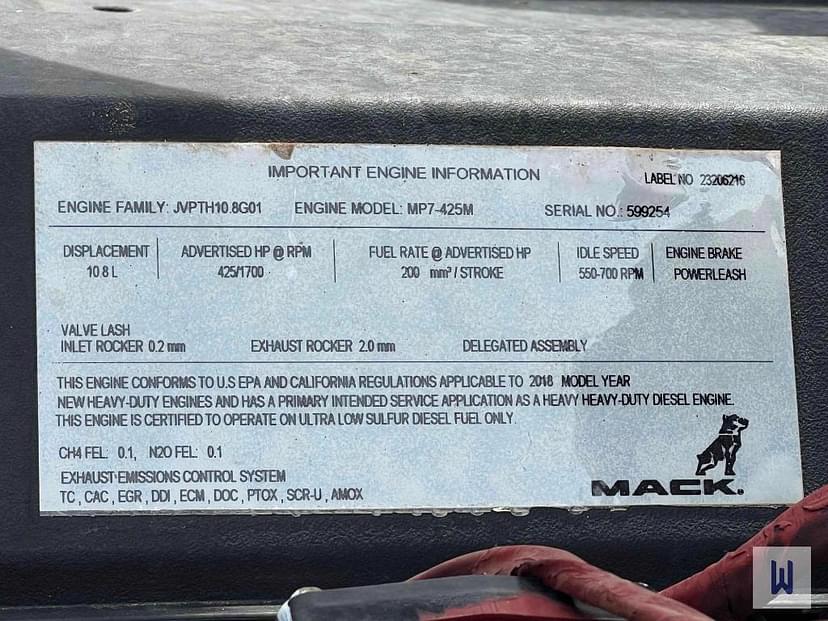 IMPORTANT ENGINE INFORMATION
LABEL NO 23206216
ENGINE FAMILY: JVPTH10.8G01 ENGINE MODEL: MP7-425M SERIAL NO.: 599254
DISPLACEMENT ADVERTISED HP @ RPM FUEL RATE @ ADVERTISED HP IDLE SPEED ENGINE BRAKE
10.8 L 425/1700 200 mm³ / STROKE 550-700 RPM POWERLEASH
VALVE LASH
INLET ROCKER 0.2 mm EXHAUST ROCKER 2.0 mm DELEGATED ASSEMBLY
THIS ENGINE CONFORMS TO U.S EPA AND CALIFORNIA REGULATIONS APPLICABLE TO 2018 MODEL YEAR
NEW HEAVY-DUTY ENGINES AND HAS A PRIMARY INTENDED SERVICE APPLICATION AS A HEAVY HEAVY-DUTY DIESEL ENGINE.
THIS ENGINE IS CERTIFIED TO OPERATE ON ULTRA LOW SULFUR DIESEL FUEL ONLY.
CH4 FEL: 0.1, N2O FEL: 0.1
EXHAUST EMISSIONS CONTROL SYSTEM
TC , CAC , EGR , DDI , ECM , DOC , PTOX , SCR-U , AMOX
MACK.
W